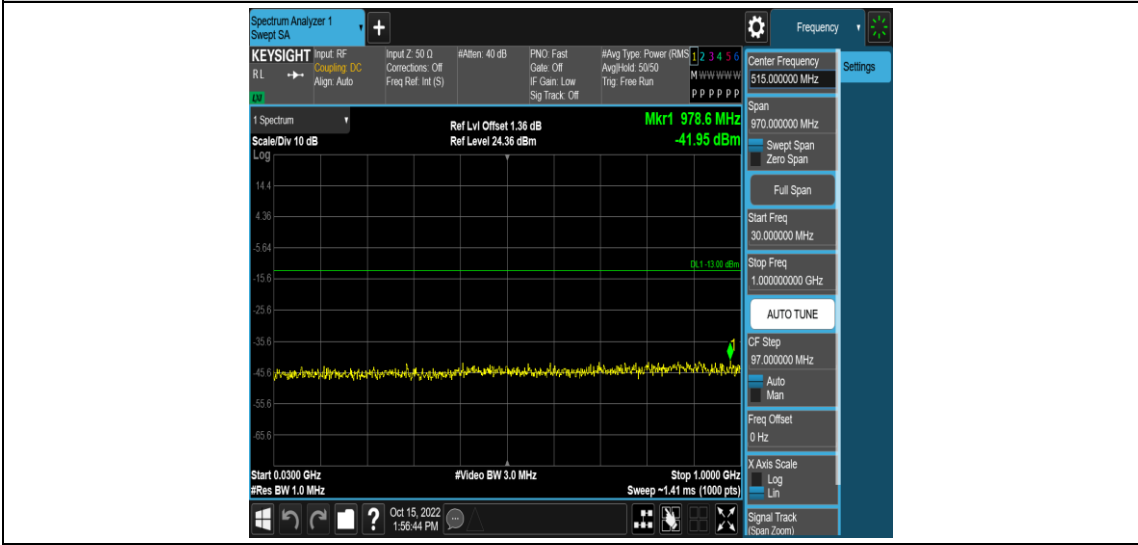 Spectrum Analyzer 1
Swept SA
+
Frequency
KEYSIGHT
RL
LM
Input: RF
Coupling: DC
Align: Auto
Input Z: 50 Ω
Corrections: Off
Freq Ref: Int (S)
#Atten: 40 dB
PNO: Fast
Gate: Off
IF Gain: Low
Sig Track: Off
#Avg Type: Power (RMS
Avg|Hold: 50/50
Trig: Free Run
1 2 3 4 5 6
M W W W W W
P P P P P P
1 Spectrum
Scale/Div 10 dB
Ref Lvl Offset 1.36 dB
Ref Level 24.36 dBm
Mkr1 978.6 MHz
-41.95 dBm
Log
14.4
4.36
-5.64
-15.6
-25.6
-35.6
-45.6
-55.6
-65.6
DL1 -13.00 dBm
1
Start 0.0300 GHz
#Res BW 1.0 MHz
#Video BW 3.0 MHz
Stop 1.0000 GHz
Sweep ~1.41 ms (1000 pts)
Center Frequency
515.000000 MHz
Settings
Span
970.000000 MHz
Swept Span
Zero Span
Full Span
Start Freq
30.000000 MHz
Stop Freq
1.000000000 GHz
AUTO TUNE
CF Step
97.000000 MHz
Auto
Man
Freq Offset
0 Hz
X Axis Scale
Log
Lin
Signal Track
(Span Zoom)
?
Oct 15, 2022
1:56:44 PM